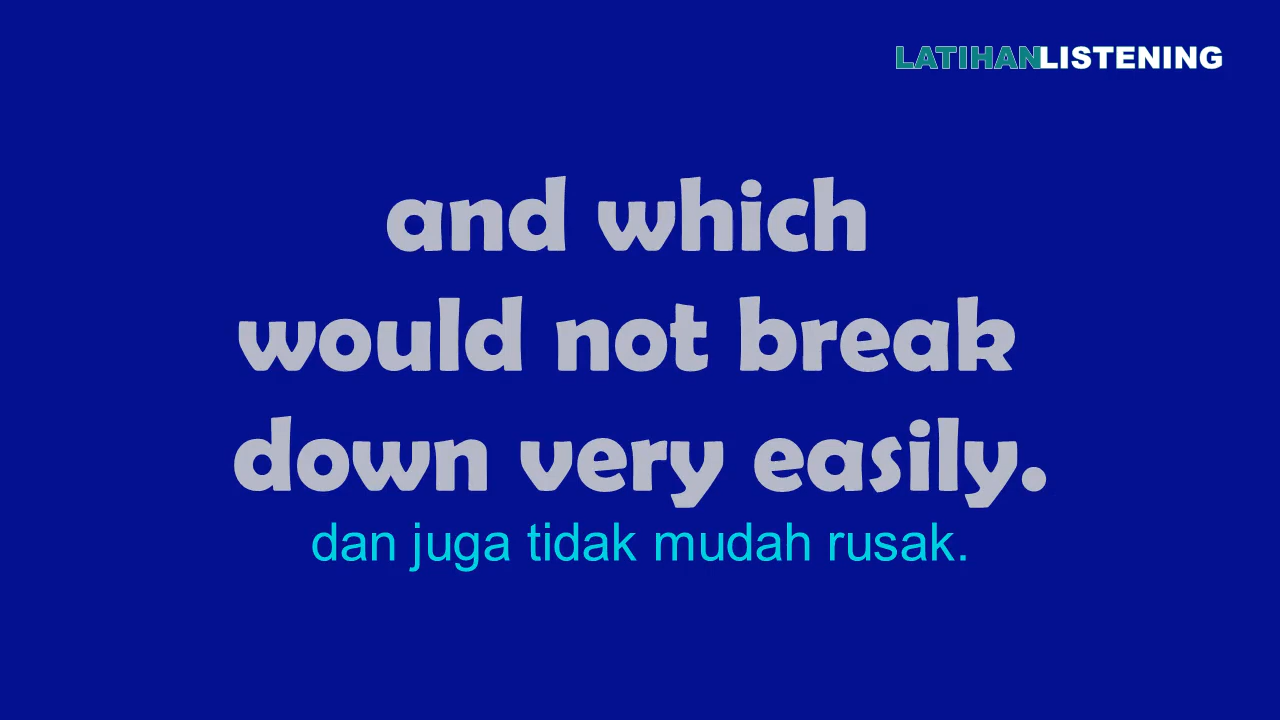 LATIHANLISTENING
and which
would not break
down very easily.
dan juga tidak mudah rusak.